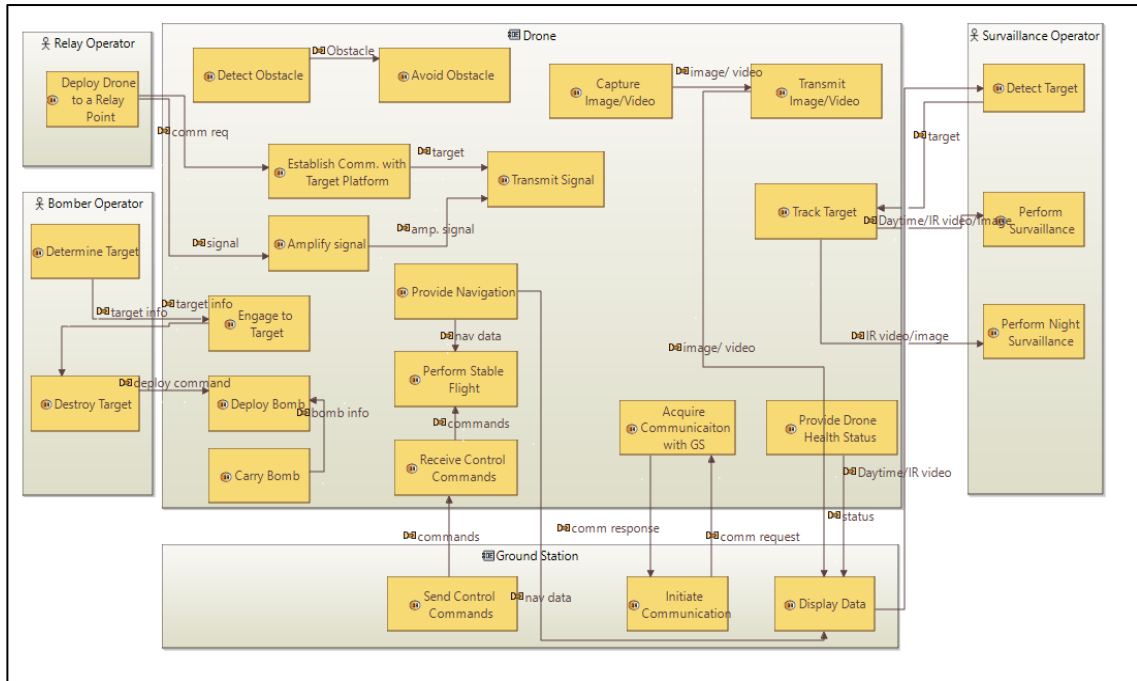 Relay Operator
Deploy Drone
to a Relay
Point
Drone
Detect Obstacle
Obstacle
Avoid Obstacle
Capture
Image/Video
image/ video
Transmit
Image/Video
Survaillance Operator
Detect Target
target
comm req
Establish Comm. with
Target Platform
target
Transmit Signal
signal
Amplify signal
amp. signal
Track Target
Daytime/IR video/image
Perform
Survaillance
IR video/image
Perform Night
Survaillance
Bomber Operator
Determine Target
target info
target info
Engage to
Target
Destroy Target
deploy command
Deploy Bomb
bomb info
Carry Bomb
Provide Navigation
nav data
Perform Stable
Flight
commands
Receive Control
Commands
image/ video
Acquire
Communicaiton
with GS
Provide Drone
Health Status
Daytime/IR video
status
commands
comm response
comm request
Ground Station
Send Control
Commands
nav data
Initiate
Communication
Display Data